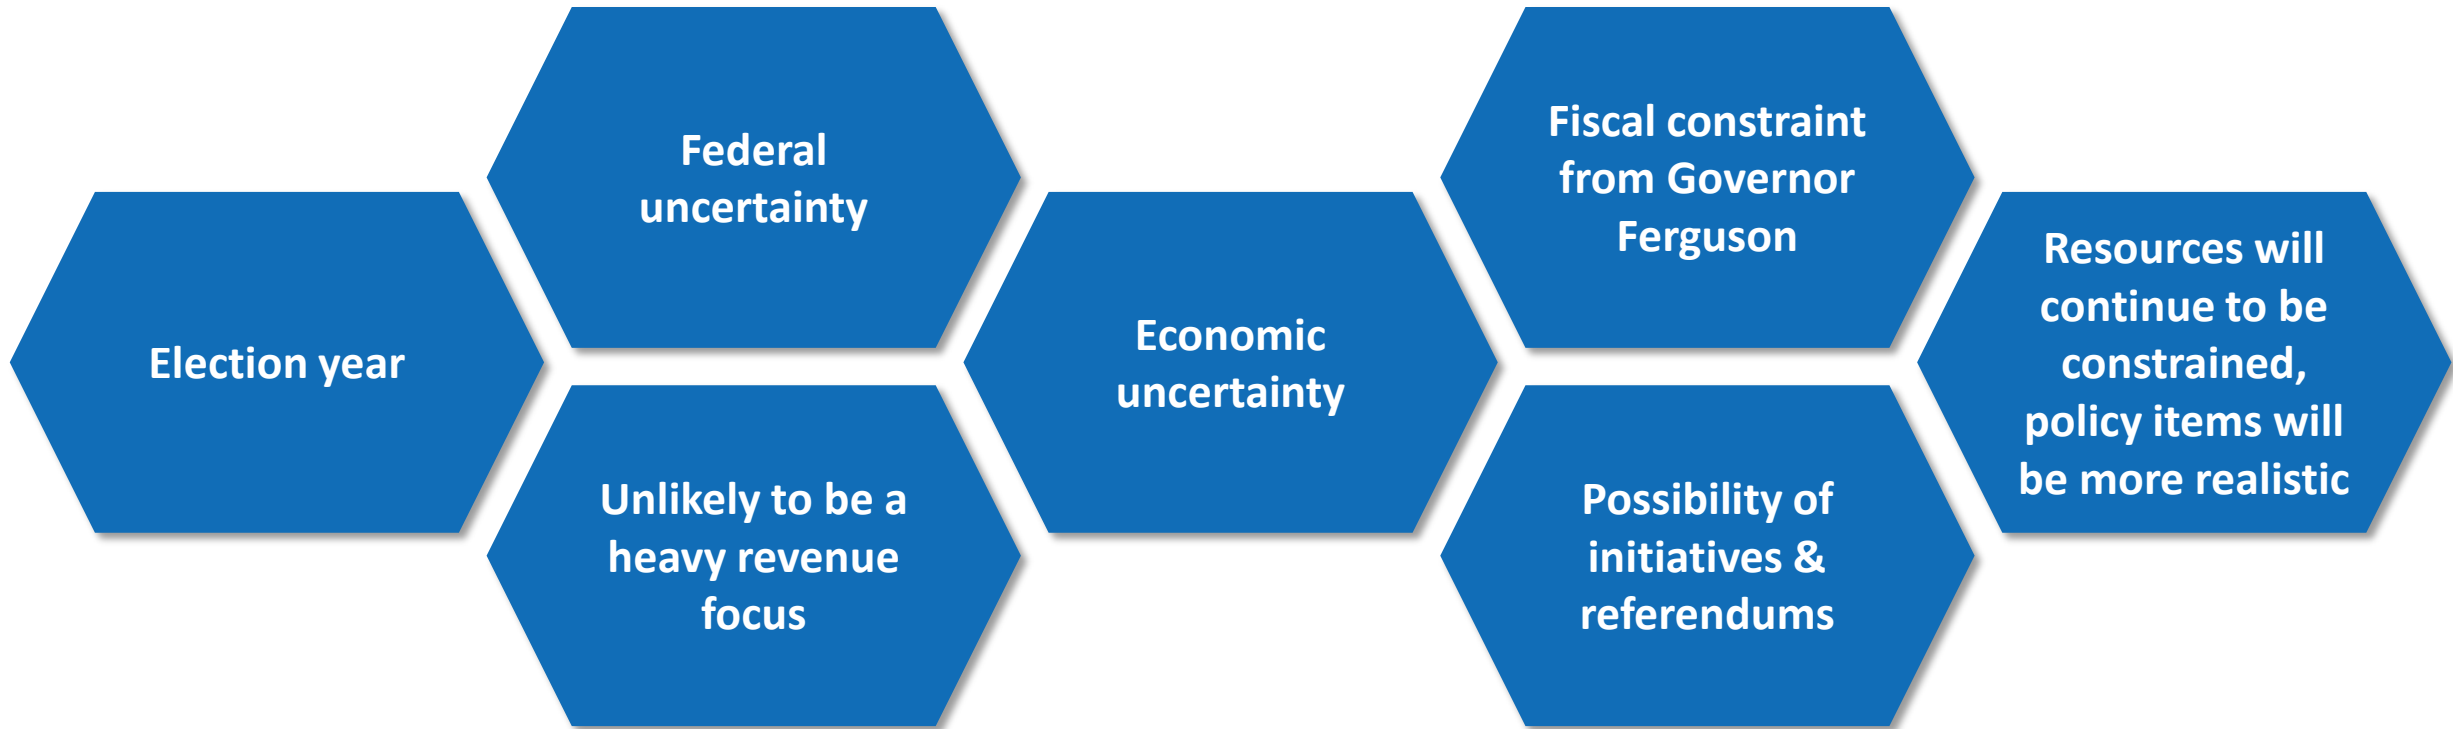 Election year
Federal
uncertainty
Unlikely to be a
heavy revenue
focus
Economic
uncertainty
Fiscal constraint
from Governor
Ferguson
Possibility of
initiatives &
referendums
Resources will
continue to be
constrained,
policy items will
be more realistic